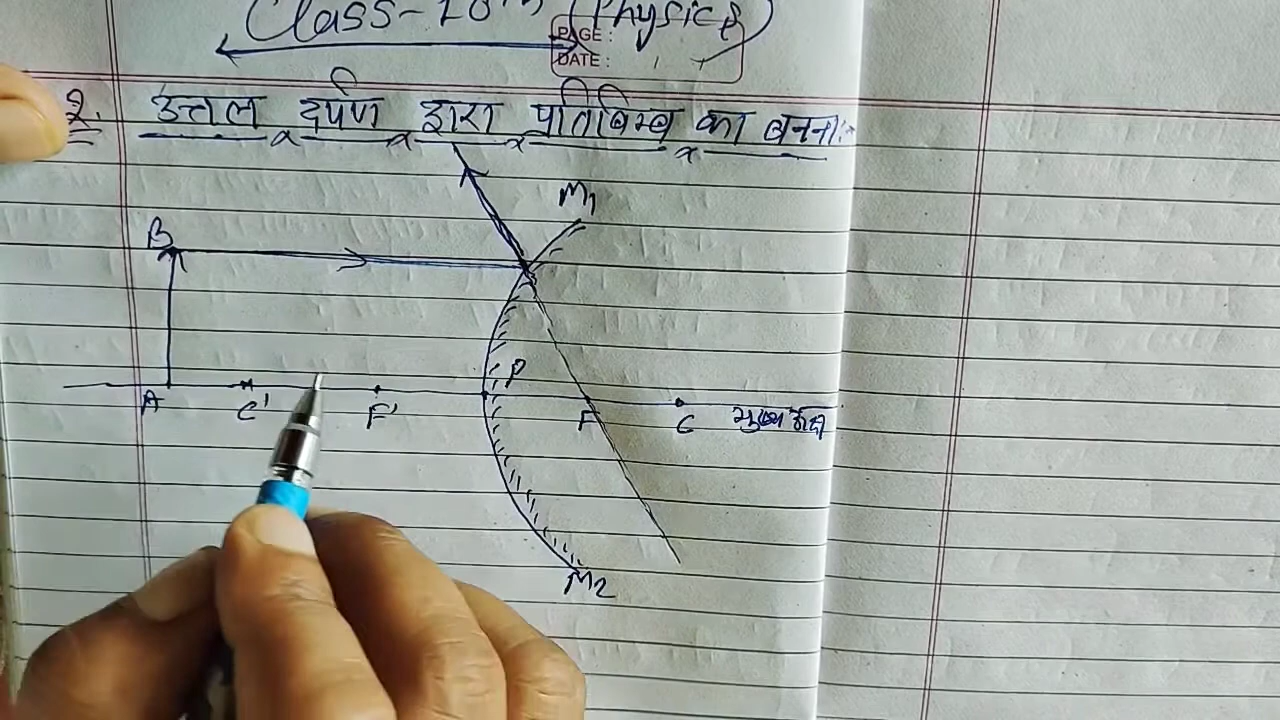 Class-10th (Physics)
PAGE :
DATE :
2. उत्तल दर्पण द्वारा प्रतिबिम्ब का बनना:-
M1
B
P
A C' F' F C मुख्य अक्ष
M2